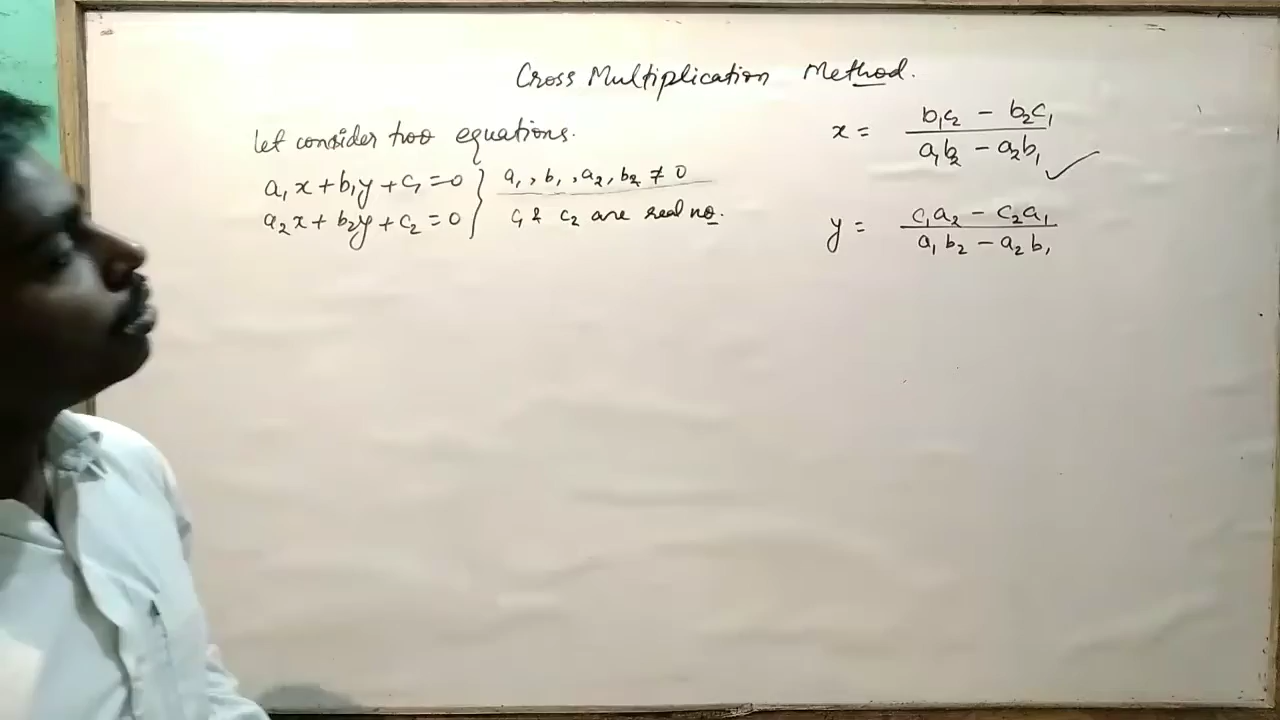 Cross Multiplication Method.
Let consider two equations.
a₁x + b₁y + c₁ = 0
a₂x + b₂y + c₂ = 0
a₁, b₁, a₂, b₂ ≠ 0
c₁ & c₂ are real no.
x = (b₁c₂ − b₂c₁) / (a₁b₂ − a₂b₁)
y = (c₁a₂ − c₂a₁) / (a₁b₂ − a₂b₁)